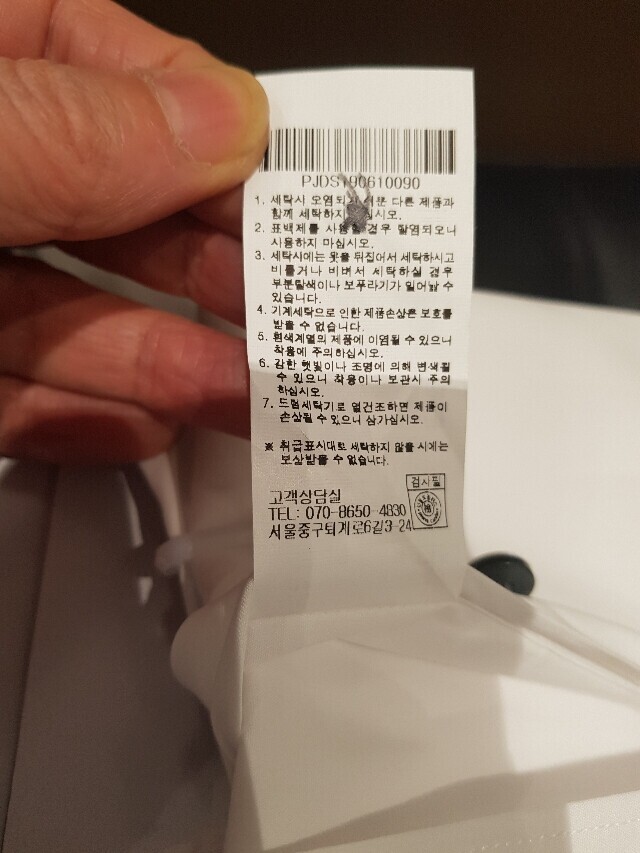 PJDS190610090
1. 세탁시 오염되기 쉬운 다른 제품과
함께 세탁하지 십시오.
2. 표백제를 사용할 경우 탈염되오니
사용하지 마십시오.
3. 세탁시에는 옷을 뒤집어서 세탁하시고
비틀거나 비벼서 세탁하실 경우
부분탈색이나 보푸라기가 일어날 수
있습니다.
4. 기계세탁으로 인한 제품손상은 보호를
받을 수 없습니다.
5. 흰색계열의 제품에 이염될 수 있으니
착용에 주의하십시오.
6. 강한 햇빛이나 조명에 의해 변색될
수 있으니 착용이나 보관시 주의
하십시오.
7. 드럼세탁기로 열건조하면 제품이
손상될 수 있으니 삼가십시오.
※ 취급표시대로 세탁하지 않을 시에는
보상받을 수 없습니다.
검사필
고객상담실
TEL: 070-8650-4830
서울중구퇴계로6길3-24